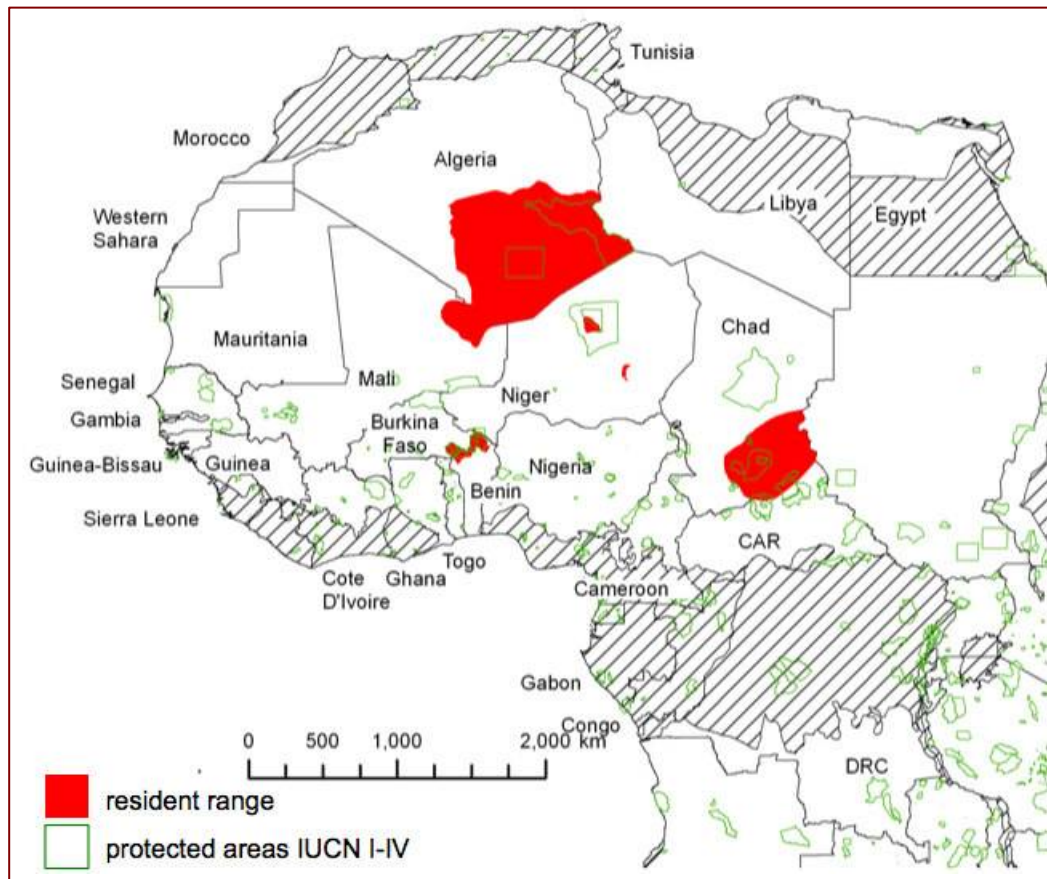 Tunisia
Morocco
Algeria
Western
Sahara
Libya
Egypt
Mauritania
Chad
Senegal
Mali
Niger
Gambia
Burkina
Faso
Guinea-Bissau
Guinea
Nigeria
Benin
Sierra Leone
CAR
Togo
Cote
D'Ivoire
Ghana
Cameroon
Gabon
Congo
0 500 1,000 2,000 km
DRC
resident range
protected areas IUCN I-IV